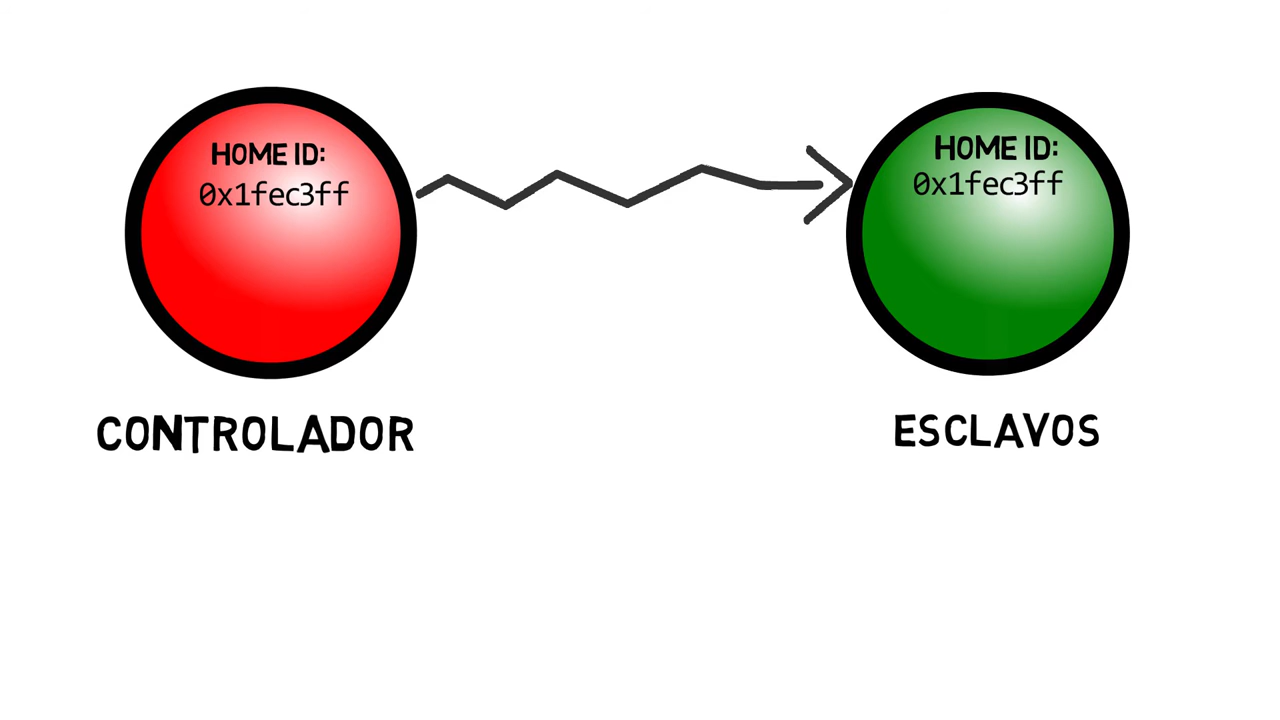 HOME ID:
0x1fec3ff
HOME ID:
0x1fec3ff
CONTROLADOR
ESCLAVOS